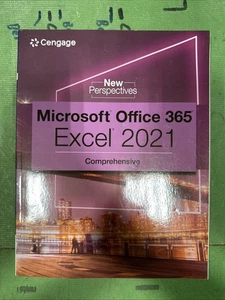 Cengage
New
Perspectives
Microsoft Office 365
Excel® 2021
Comprehensive